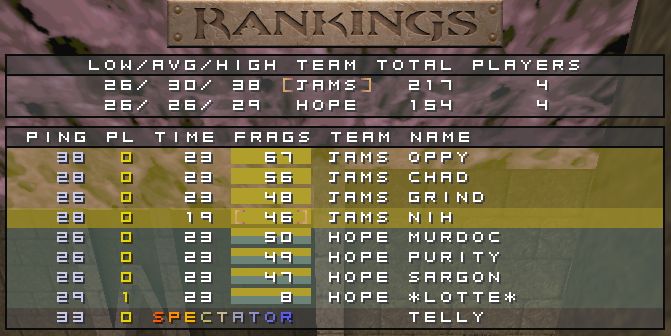 RANKINGS
LOW/AVG/HIGH TEAM TOTAL PLAYERS
26/ 30/ 38 [JAMS] 217 4
26/ 26/ 29 HOPE 154 4
PING PL TIME FRAGS TEAM NAME
38 0 23 67 JAMS OPPY
28 0 23 56 JAMS CHAD
26 0 23 48 JAMS GRIND
28 0 19 [ 46 ] JAMS NIH
26 0 23 50 HOPE MURDOC
26 0 23 49 HOPE PURITY
26 0 23 47 HOPE SARGON
29 1 23 8 HOPE *LOTTE*
33 0 SPECTATOR TELLY